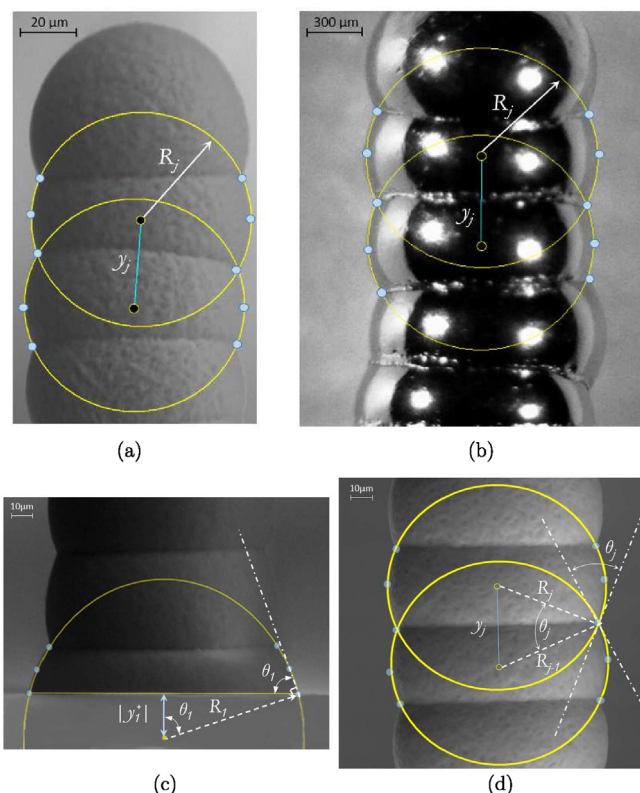 20 μm
300 μm
R_j
R_j
y_j
y_j
(a)
(b)
10μm
10μm
θ_j
R_j
y_j
θ_j
R_{j-1}
θ_1
|y_1^*|
θ_1
R_1
(c)
(d)